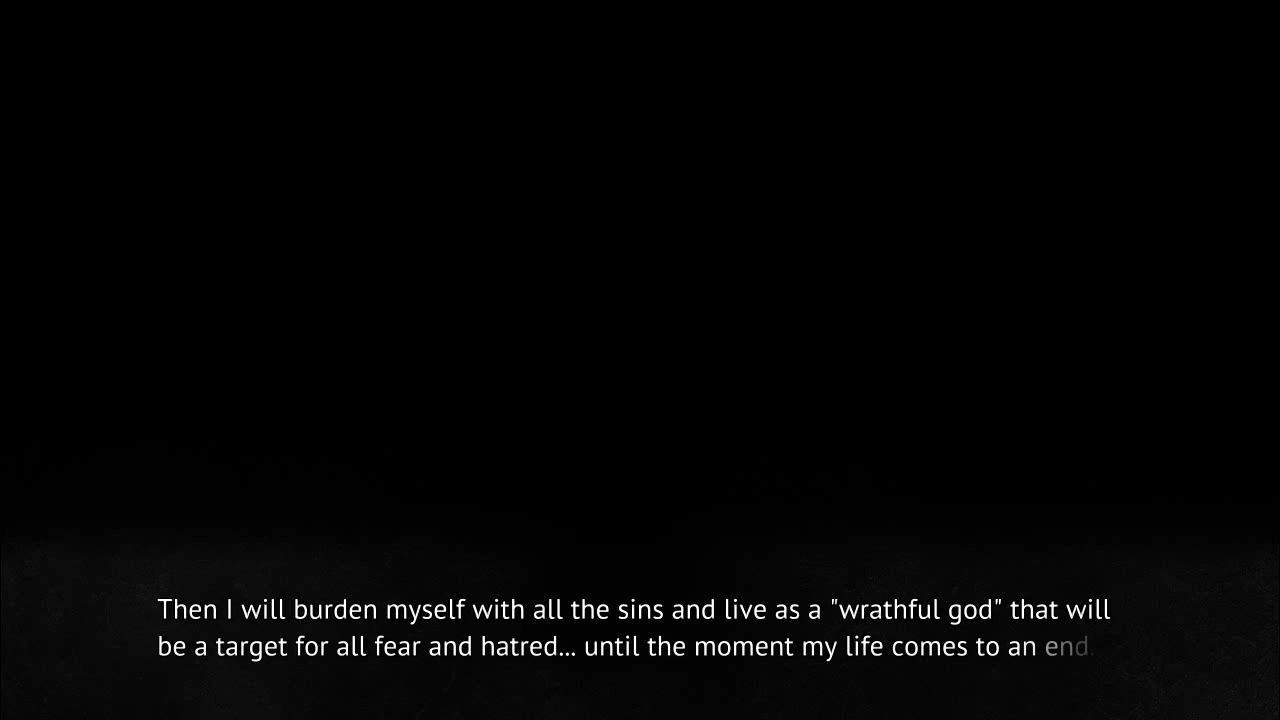 Then I will burden myself with all the sins and live as a "wrathful god" that will
be a target for all fear and hatred... until the moment my life comes to an end.